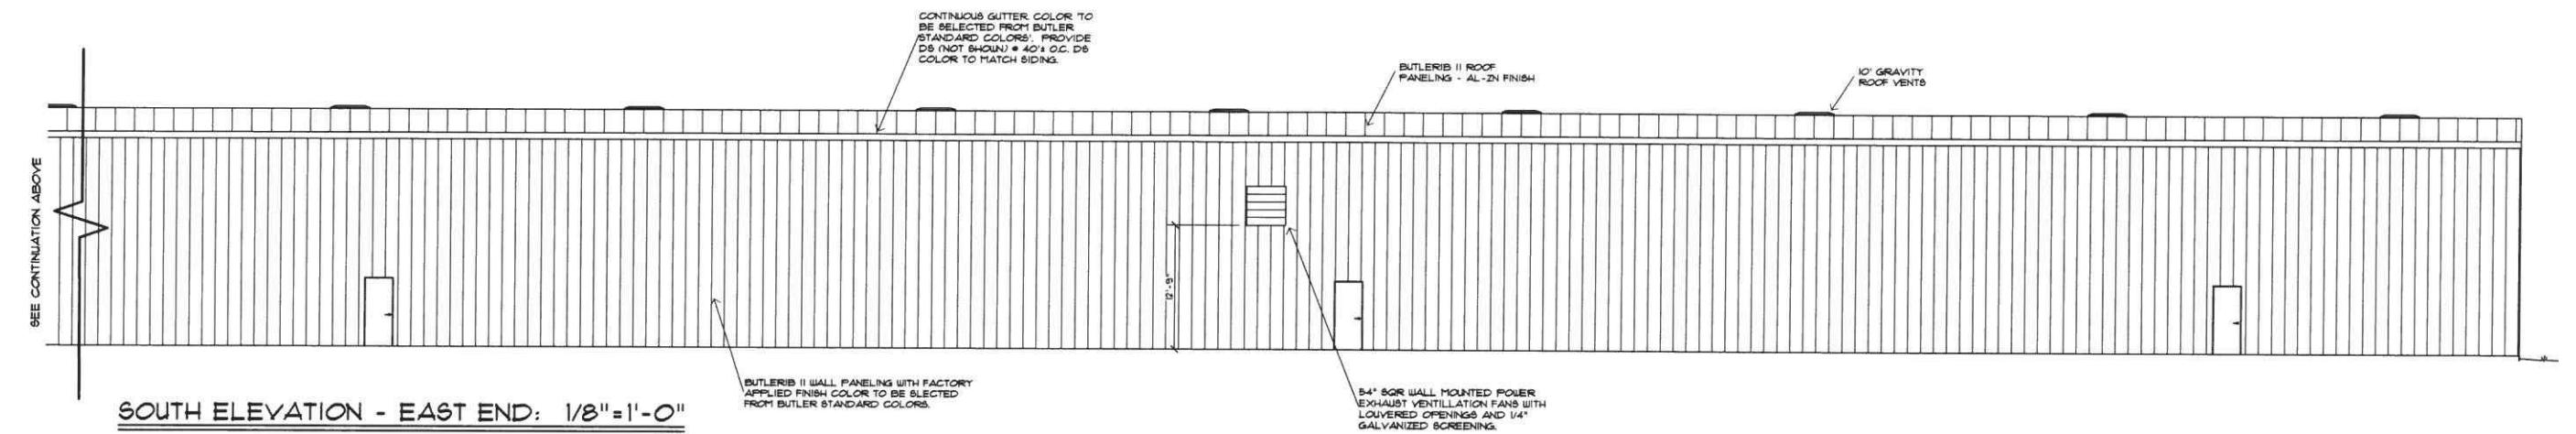 CONTINUOUS GUTTER. COLOR 'TO
BE SELECTED FROM BUTLER
STANDARD COLORS'. PROVIDE
DS (NOT SHOWN) @ 40'± O.C. DS
COLOR TO MATCH SIDING.
BUTLERIB II ROOF
PANELING - AL-ZN FINISH
10' GRAVITY
ROOF VENTS
SEE CONTINUATION ABOVE
12'-9"
BUTLERIB II WALL PANELING WITH FACTORY
APPLIED FINISH COLOR TO BE SLECTED
FROM BUTLER STANDARD COLORS.
54" SQR WALL MOUNTED POWER
EXHAUST VENTILLATION FANS WITH
LOUVERED OPENINGS AND 1/4"
GALVANIZED SCREENING.
SOUTH ELEVATION - EAST END: 1/8"=1'-0"